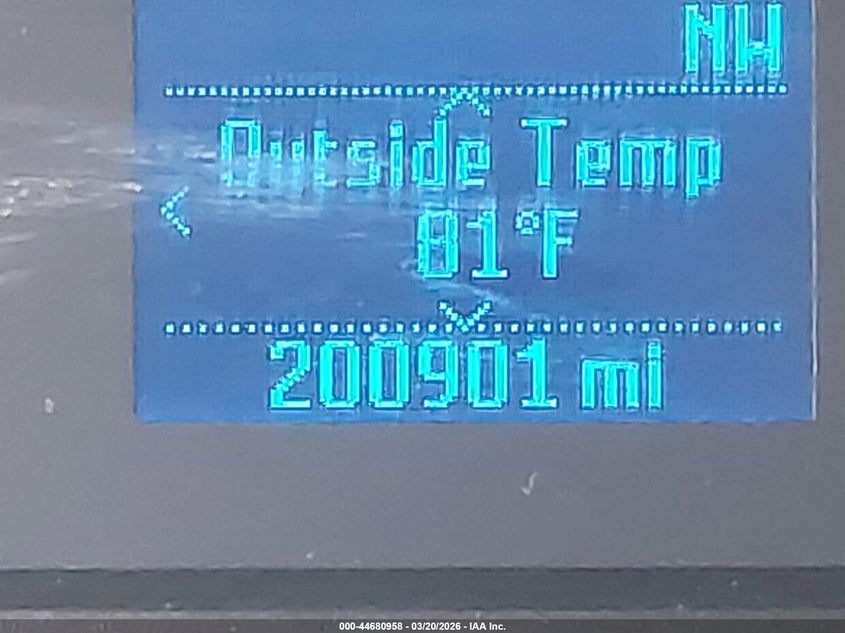 NW
Outside Temp
81°F
200901 mi
000-44680958 - 03/20/2026 - IAA Inc.